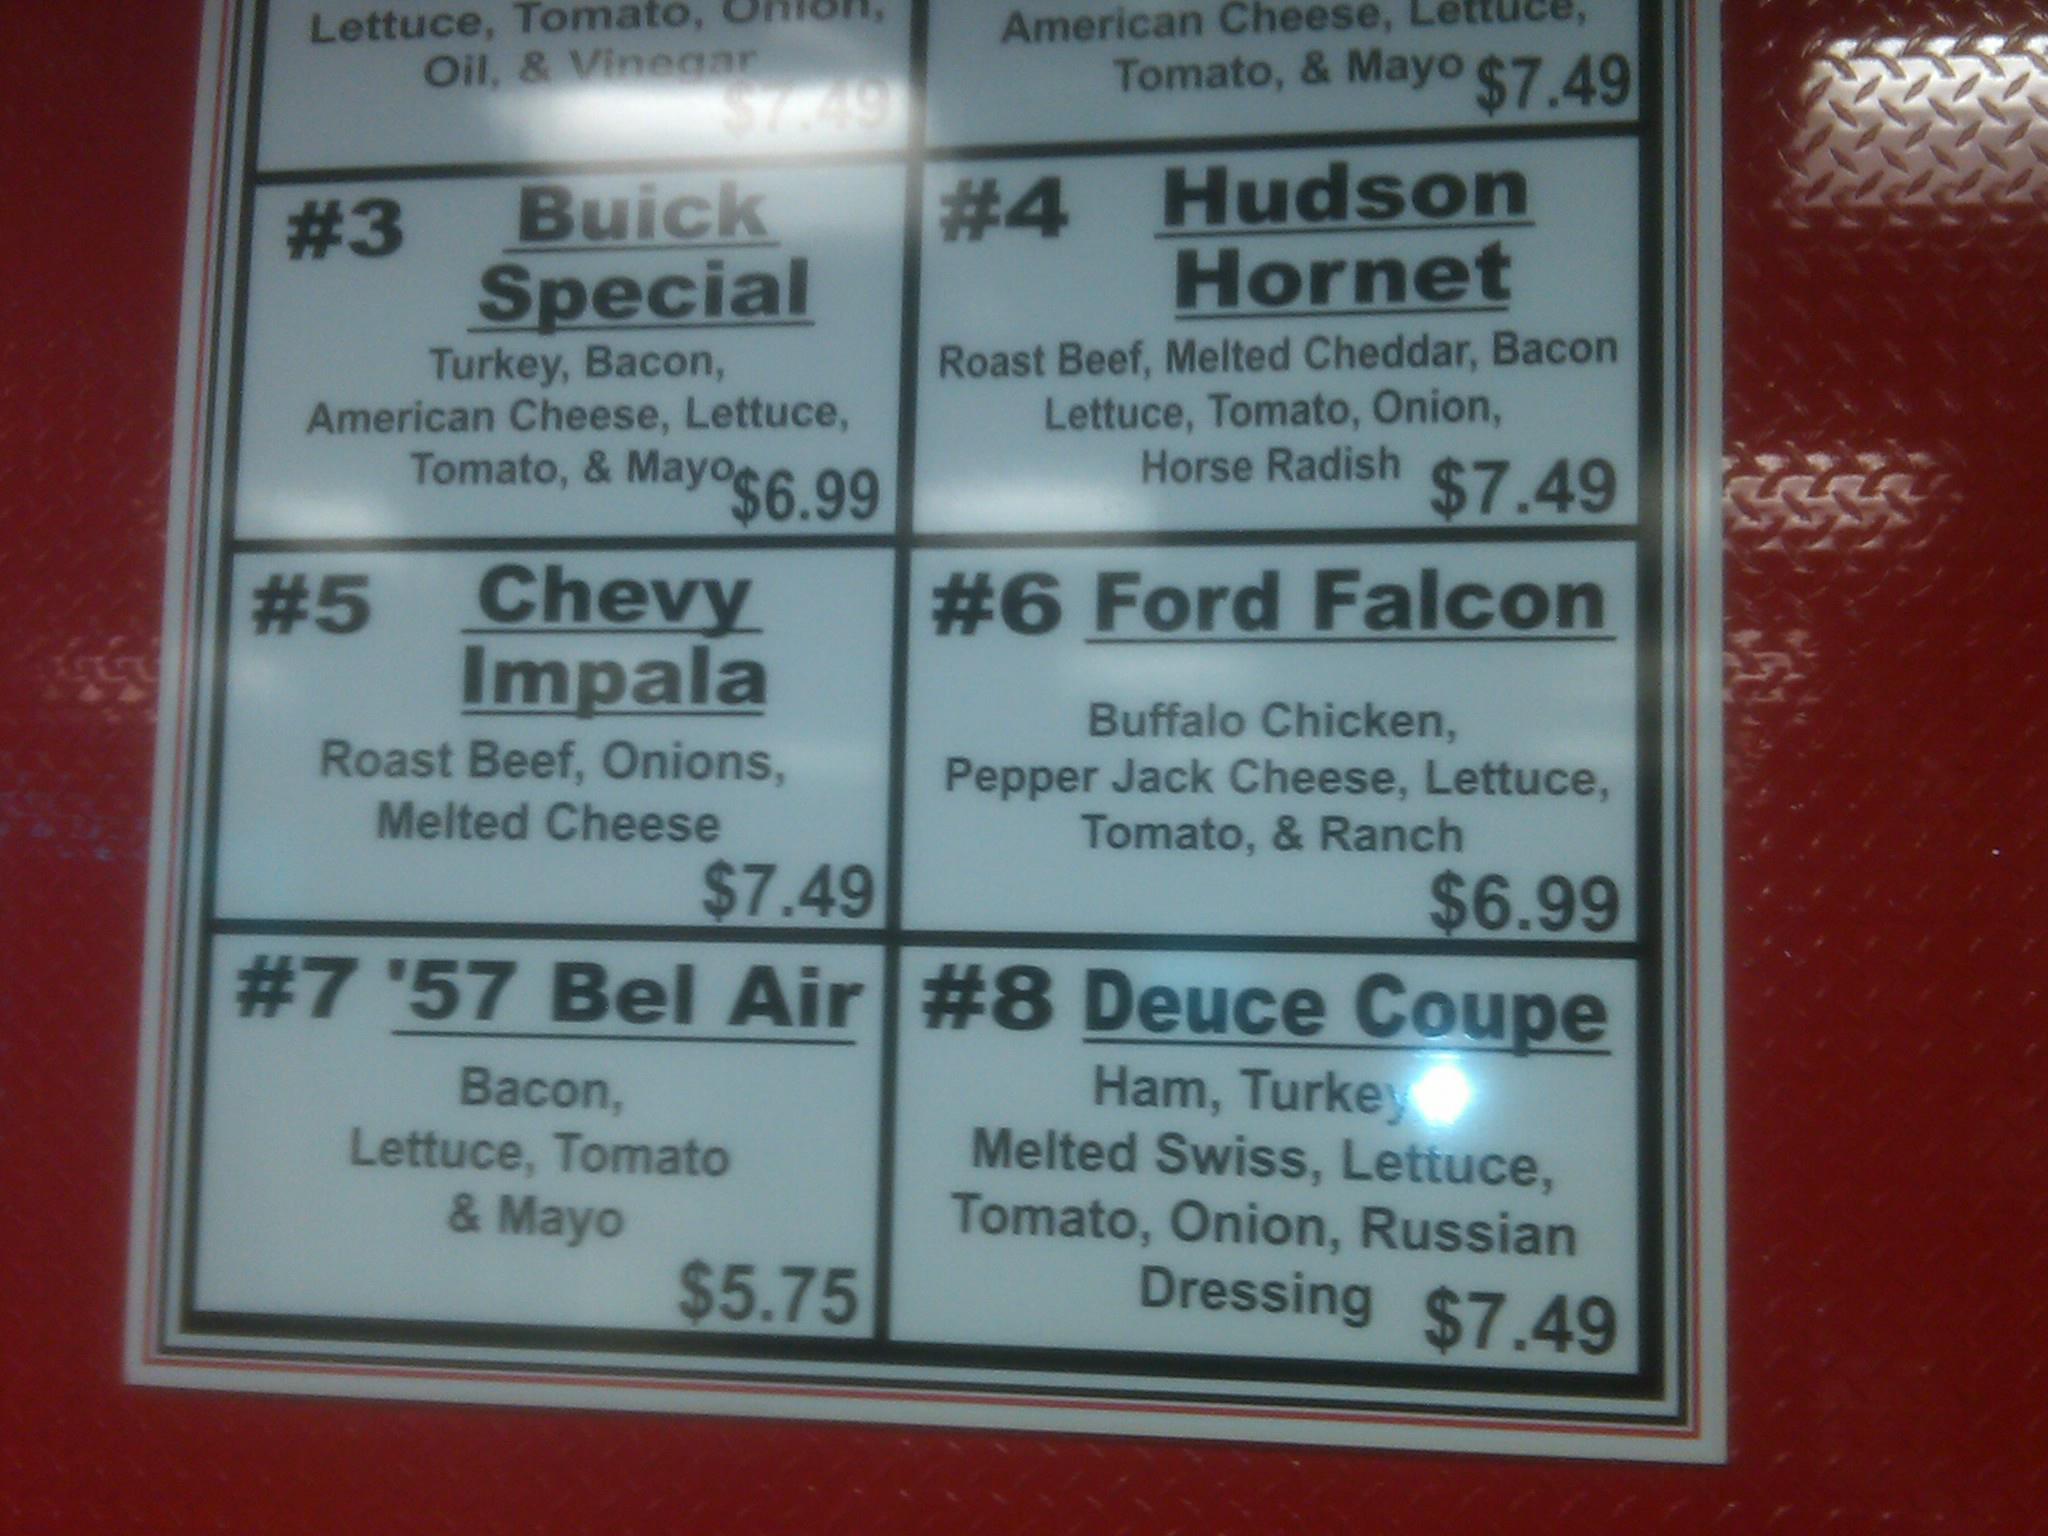 Lettuce, Tomato, Onion,
Oil, & Vinegar
$7.49
American Cheese, Lettuce,
Tomato, & Mayo $7.49
#3 Buick
Special
Turkey, Bacon,
American Cheese, Lettuce,
Tomato, & Mayo $6.99
#4 Hudson
Hornet
Roast Beef, Melted Cheddar, Bacon
Lettuce, Tomato, Onion,
Horse Radish $7.49
#5 Chevy
Impala
Roast Beef, Onions,
Melted Cheese
$7.49
#6 Ford Falcon
Buffalo Chicken,
Pepper Jack Cheese, Lettuce,
Tomato, & Ranch
$6.99
#7 '57 Bel Air
Bacon,
Lettuce, Tomato
& Mayo
$5.75
#8 Deuce Coupe
Ham, Turkey
Melted Swiss, Lettuce,
Tomato, Onion, Russian
Dressing $7.49